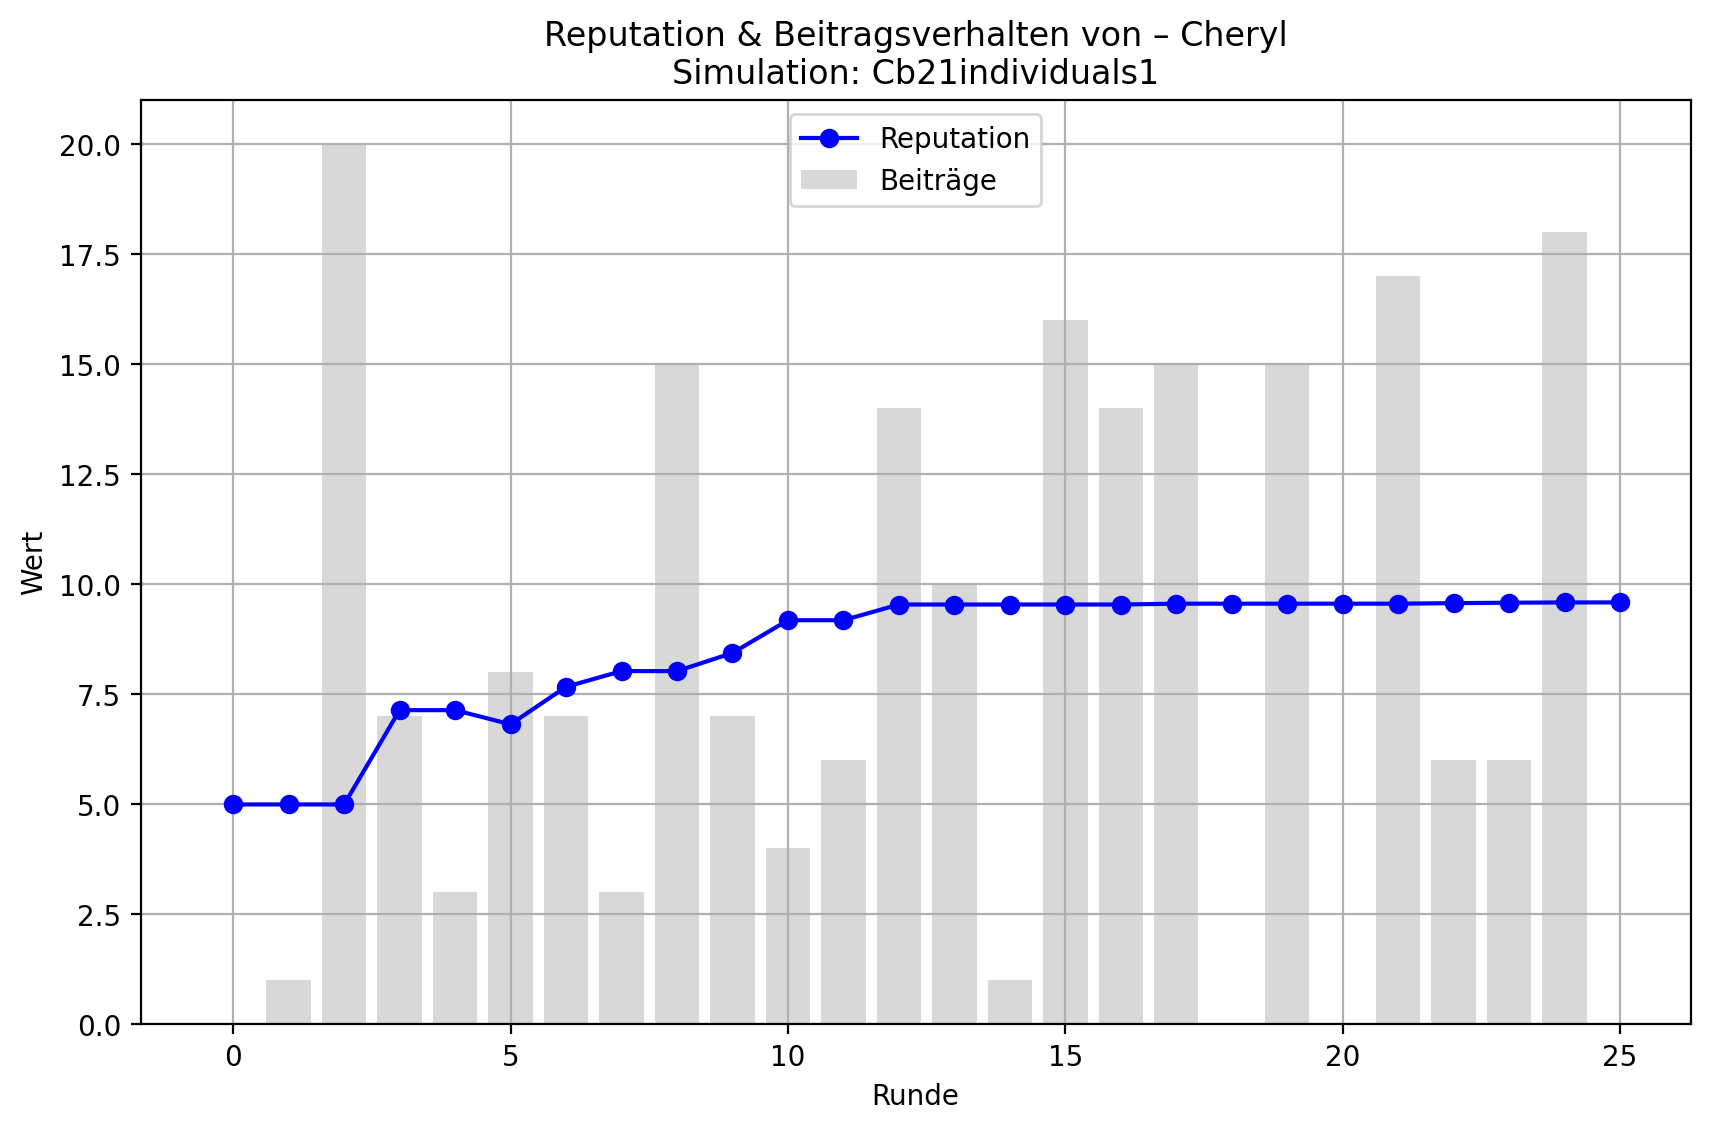 Reputation & Beitragsverhalten von – Cheryl
Simulation: Cb21individuals1
Reputation
Beiträge
20.0
17.5
15.0
12.5
10.0
7.5
5.0
2.5
0.0
Wert
0
5
10
15
20
25
Runde